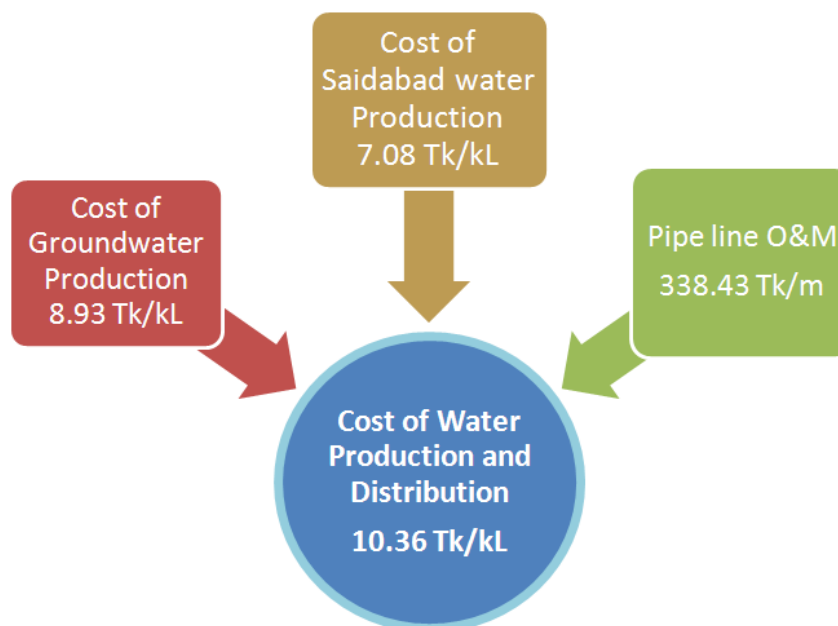 Cost of
Saidabad water
Production
7.08 Tk/kL
Cost of
Groundwater
Production
8.93 Tk/kL
Pipe line O&M
338.43 Tk/m
Cost of Water
Production and
Distribution
10.36 Tk/kL